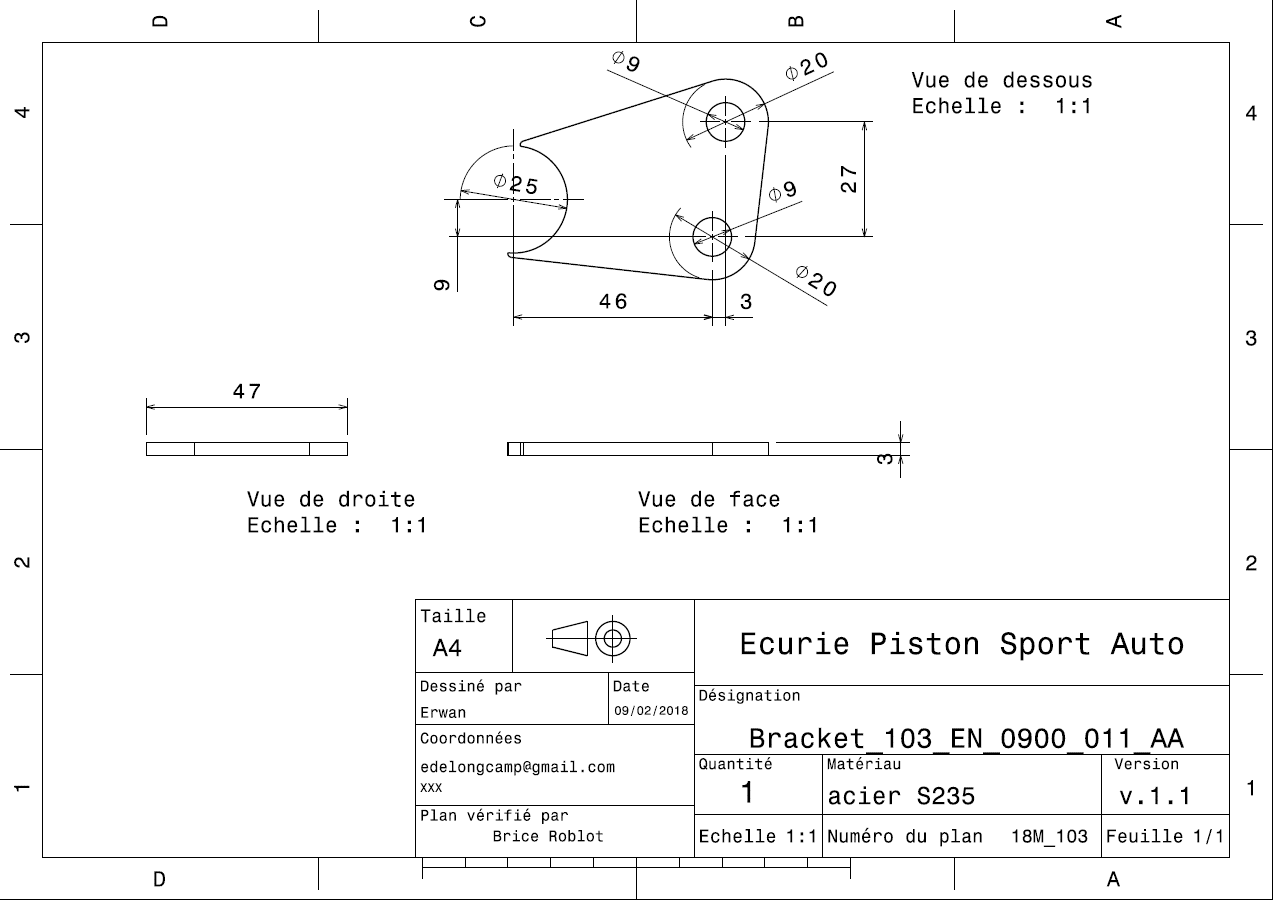 D C B A
4 4
3 3
2 2
1 1
D A
⌀9
⌀20
⌀25
⌀9
⌀20
27
9
46
3
Vue de dessous
Echelle : 1:1
47
3
Vue de droite
Echelle : 1:1
Vue de face
Echelle : 1:1
Taille
A4
Ecurie Piston Sport Auto
Dessiné par
Erwan
Date
09/02/2018
Désignation
Bracket_103_EN_0900_011_AA
Coordonnées
edelongcamp@gmail.com
xxx
Quantité
1
Matériau
acier S235
Version
v.1.1
Plan vérifié par
Brice Roblot
Echelle 1:1
Numéro du plan 18M_103
Feuille 1/1